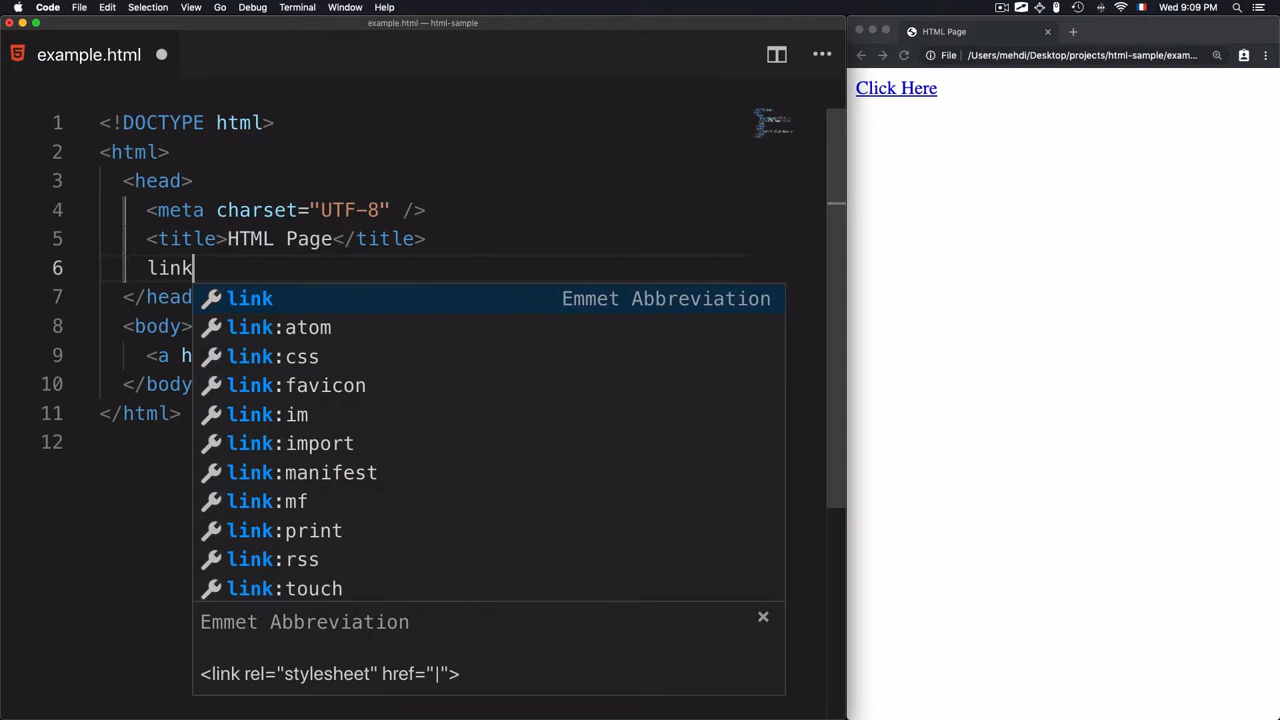 Code File Edit Selection View Go Debug Terminal Window Help Wed 9:09 PM
example.html — html-sample
HTML Page
example.html
File /Users/mehdi/Desktop/projects/html-sample/exam...
Click Here
1 <!DOCTYPE html>
2 <html>
3 <head>
4 <meta charset="UTF-8" />
5 <title>HTML Page</title>
6 link
7 </head
link Emmet Abbreviation
8 <body>
link:atom
9 <a h
link:css
10 </body
link:favicon
11 </html>
link:im
12
link:import
link:manifest
link:mf
link:print
link:rss
link:touch
Emmet Abbreviation
<link rel="stylesheet" href="|">